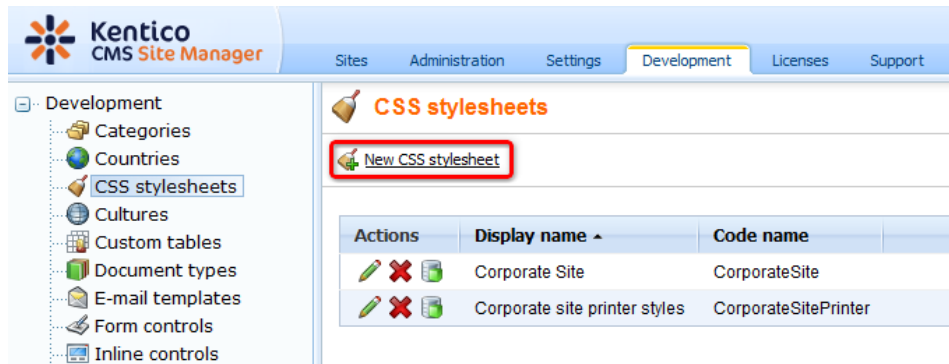 Kentico
CMS Site Manager
Sites Administration Settings Development Licenses Support
Development
Categories
Countries
CSS stylesheets
Cultures
Custom tables
Document types
E-mail templates
Form controls
Inline controls
CSS stylesheets
New CSS stylesheet
Actions Display name Code name
Corporate Site CorporateSite
Corporate site printer styles CorporateSitePrinter